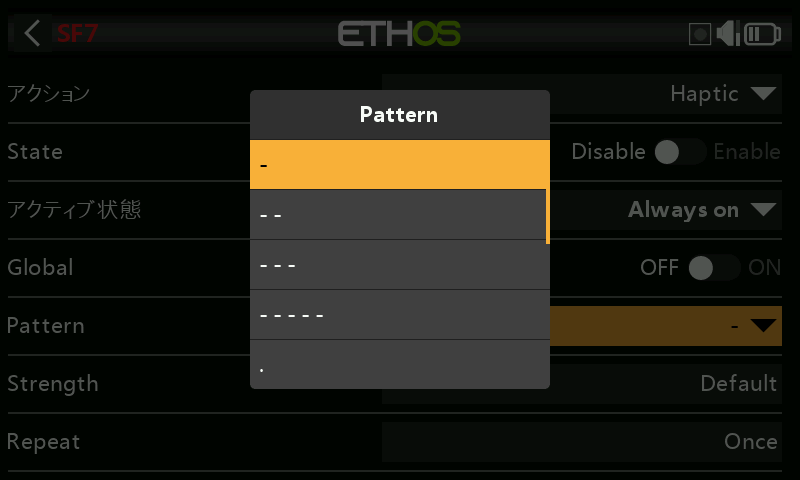 SF7
ETHOS
アクション Haptic
State Disable Enable
アクティブ状態 Always on
Global OFF ON
Pattern -
Strength Default
Repeat Once
Pattern
-
- -
- - -
- - - - -
.